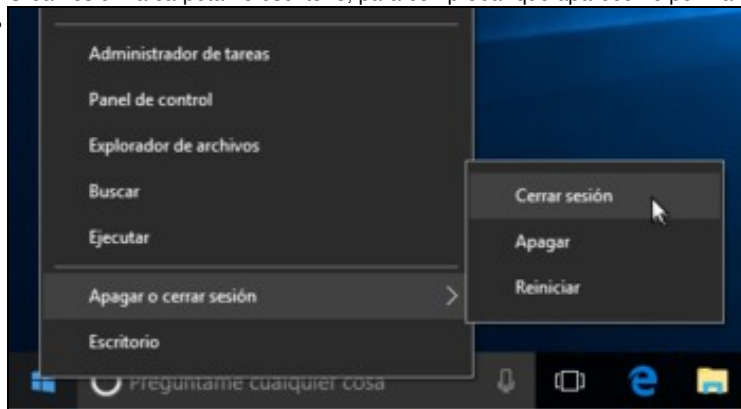 Administrador de tareas
Panel de control
Explorador de archivos
Buscar
Ejecutar
Apagar o cerrar sesión
Escritorio
Cerrar sesión
Apagar
Reiniciar
Pregúntame cualquier cosa